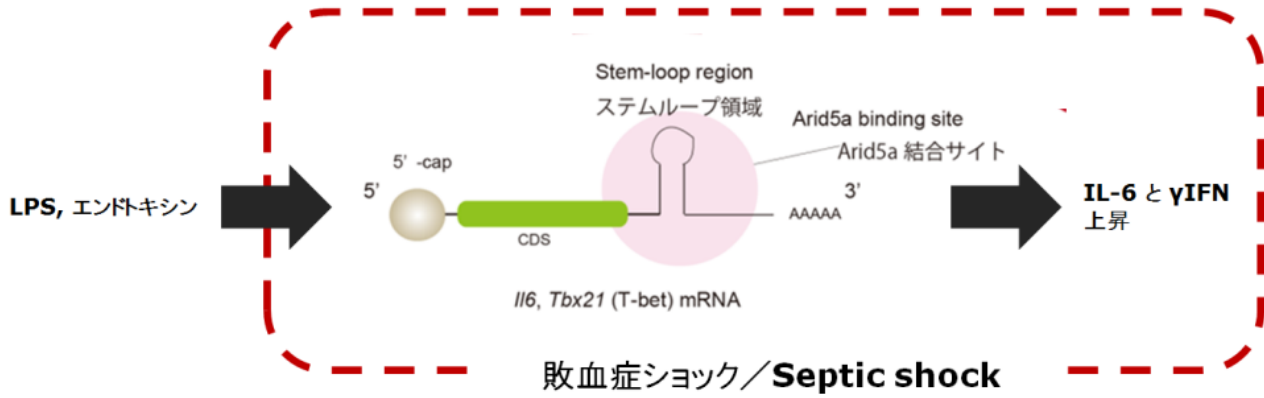 Stem-loop region
ステムループ領域
Arid5a binding site
Arid5a 結合サイト
5’ -cap
5’
3’
LPS, エンドトキシン
AAAAA
IL-6 と γIFN
上昇
CDS
Il6, Tbx21 (T-bet) mRNA
敗血症ショック／Septic shock